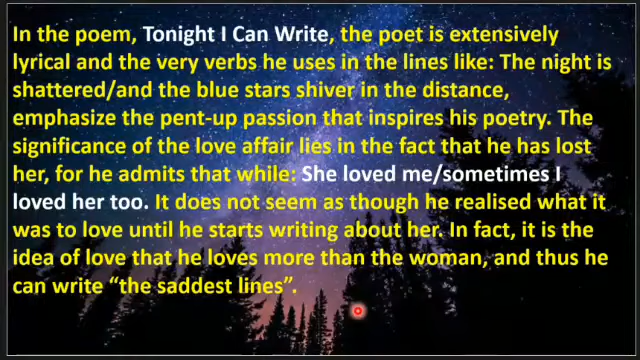 In the poem, Tonight I Can Write, the poet is extensively
lyrical and the very verbs he uses in the lines like: The night is
shattered/and the blue stars shiver in the distance,
emphasize the pent-up passion that inspires his poetry. The
significance of the love affair lies in the fact that he has lost
her, for he admits that while: She loved me/sometimes I
loved her too. It does not seem as though he realised what it
was to love until he starts writing about her. In fact, it is the
idea of love that he loves more than the woman, and thus he
can write “the saddest lines”.